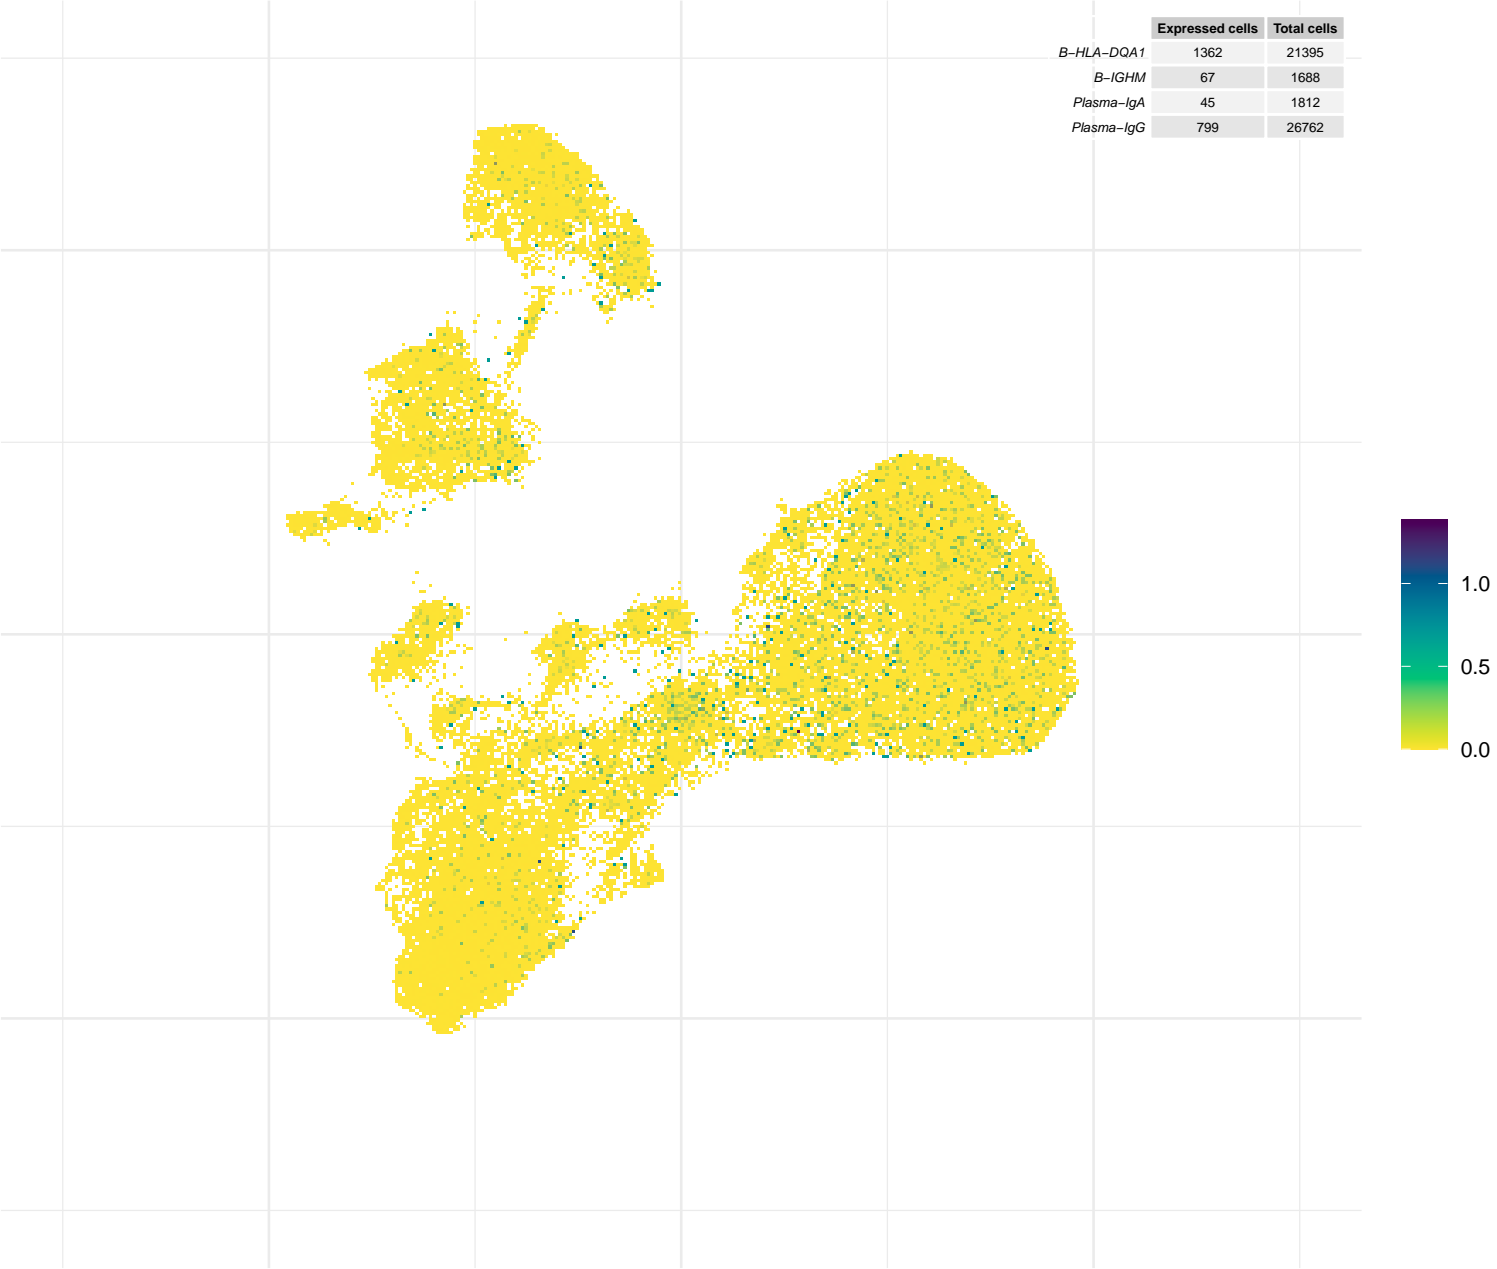 Expressed cells Total cells
B−HLA−DQA1 1362 21395
B−IGHM 67 1688
Plasma−IgA 45 1812
Plasma−IgG 799 26762
1.0
0.5
0.0